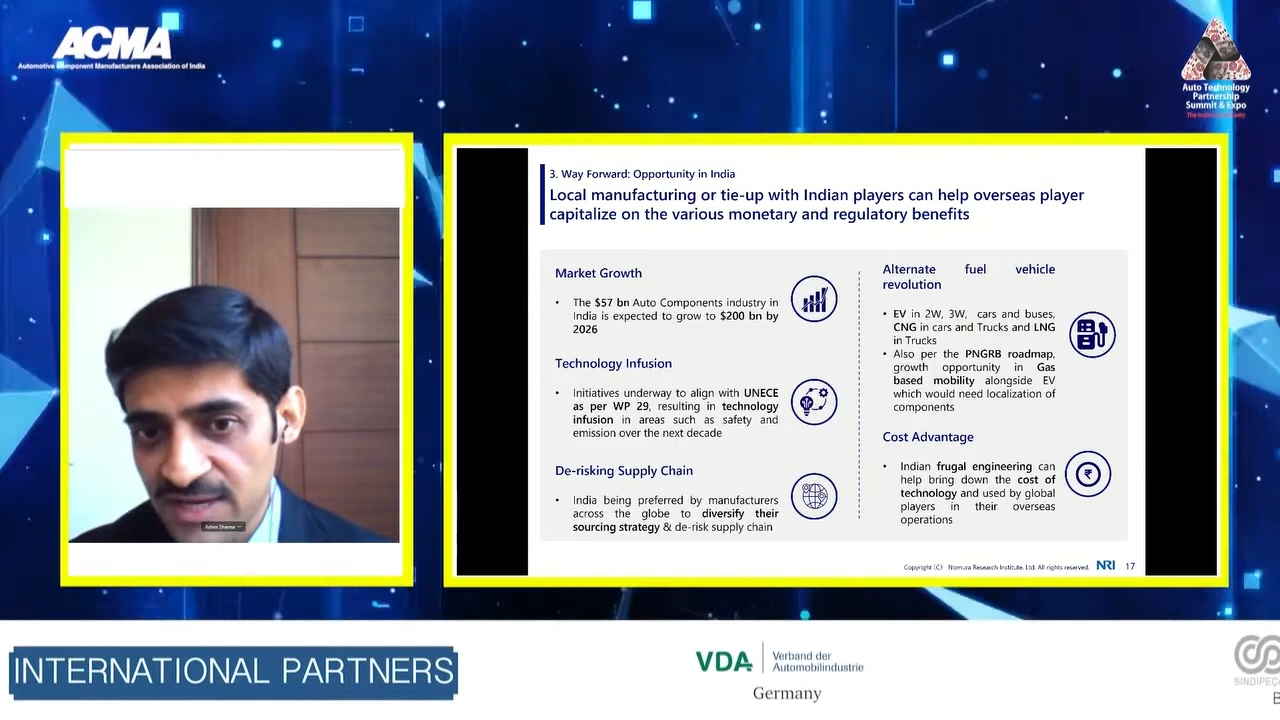 ACMA
Automotive Component Manufacturers Association of India
Auto Technology
Partnership
Summit & Expo
3. Way Forward: Opportunity in India
Local manufacturing or tie-up with Indian players can help overseas player
capitalize on the various monetary and regulatory benefits
Market Growth
• The $57 bn Auto Components industry in
India is expected to grow to $200 bn by
2026
Technology Infusion
• Initiatives underway to align with UNECE
as per WP 29, resulting in technology
infusion in areas such as safety and
emission over the next decade
De-risking Supply Chain
• India being preferred by manufacturers
across the globe to diversify their
sourcing strategy & de-risk supply chain
Alternate fuel vehicle
revolution
• EV in 2W, 3W, cars and buses,
CNG in cars and Trucks and LNG
in Trucks
• Also per the PNGRB roadmap,
growth opportunity in Gas
based mobility alongside EV
which would need localization of
components
Cost Advantage
• Indian frugal engineering can
help bring down the cost of
technology and used by global
players in their overseas
operations
₹
Copyright (C) Nomura Research Institute, Ltd. All rights reserved. NRI 17
Achim Sharma
INTERNATIONAL PARTNERS
VDA
Verband der
Automobilindustrie
Germany
SINDIPEÇ
B